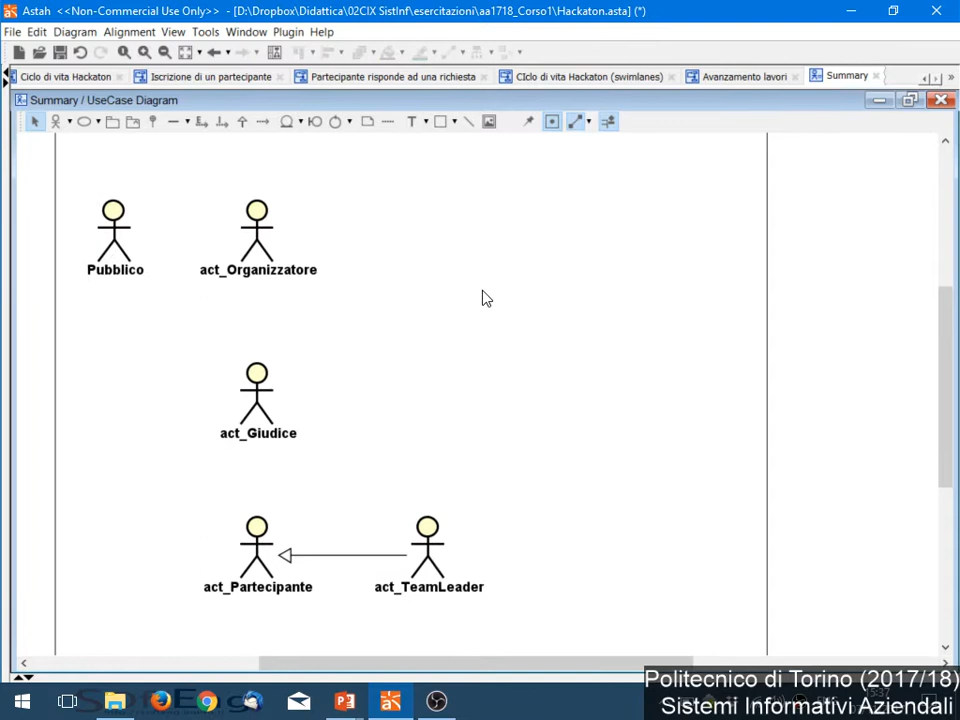 Astah <<Non-Commercial Use Only>> - [D:\Dropbox\Didattica\02CIX SistInf\esercitazioni\aa1718_Corso1\Hackaton.asta] (*)
File Edit Diagram Alignment View Tools Window Plugin Help
Ciclo di vita Hackaton
Iscrizione di un partecipante
Partecipante risponde ad una richiesta
CIclo di vita Hackaton (swimlanes)
Avanzamento lavori
Summary
Summary / UseCase Diagram
Pubblico
act_Organizzatore
act_Giudice
act_Partecipante
act_TeamLeader
Politecnico di Torino (2017/18)
Sistemi Informativi Aziendali